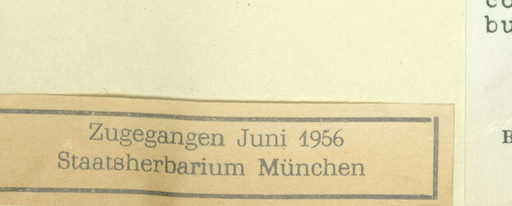 Zugegangen Juni 1956
Staatsherbarium München